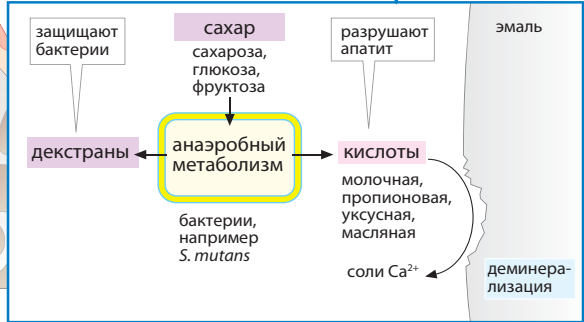 защищают
бактерии
сахар
сахароза,
глюкоза,
фруктоза
разрушают
апатит
эмаль
декстраны
анаэробный
метаболизм
кислоты
молочная,
пропионовая,
уксусная,
масляная
бактерии,
например
S. mutans
соли Ca²⁺
деминера-
лизация